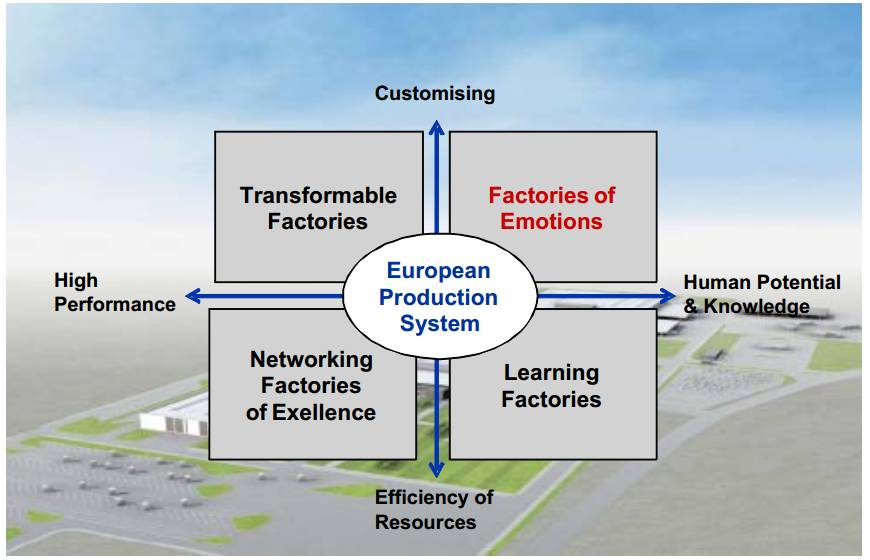 Customising
Transformable
Factories
Factories of
Emotions
High
Performance
European
Production
System
Human Potential
& Knowledge
Networking
Factories
of Exellence
Learning
Factories
Efficiency of
Resources